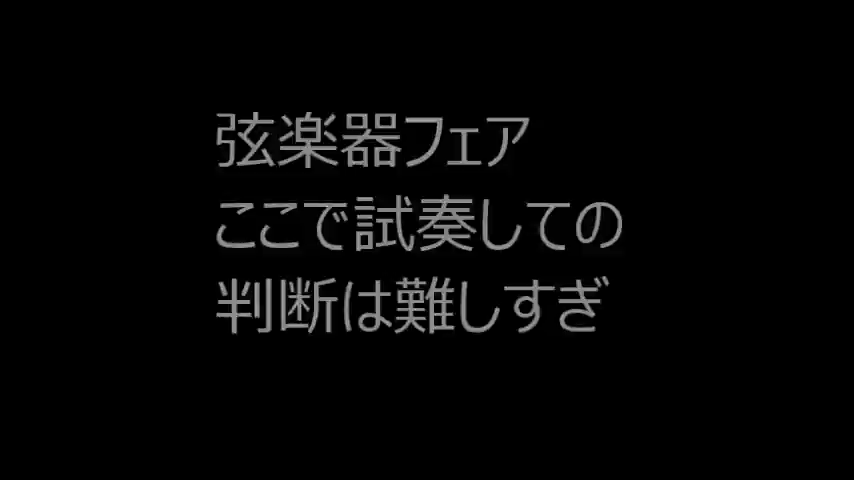 弦楽器フェア
ここで試奏しての
判断は難しすぎ